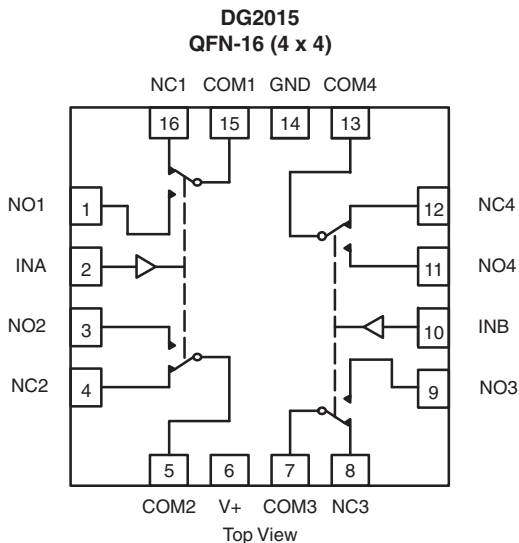 DG2015
QFN-16 (4 x 4)
NC1 COM1 GND COM4
16 15 14 13
NO1 1 12 NC4
INA 2 11 NO4
NO2 3 10 INB
NC2 4 9 NO3
5 6 7 8
COM2 V+ COM3 NC3
Top View